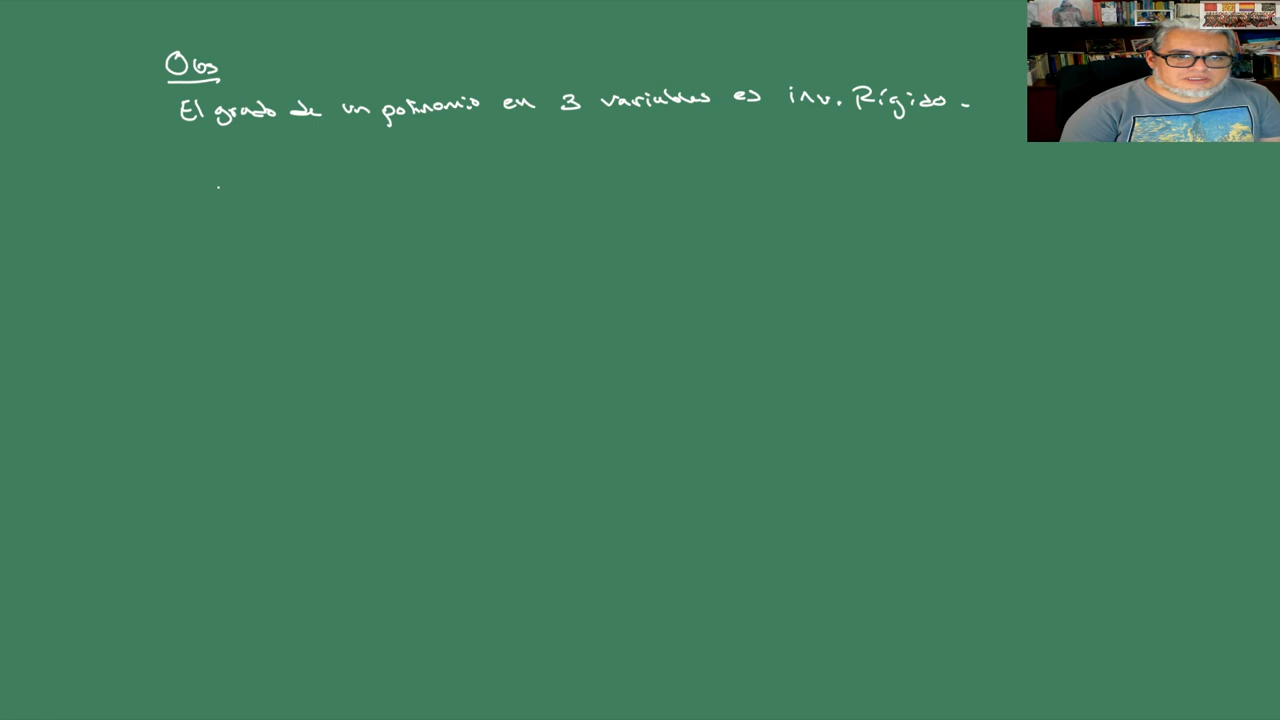 Obs
El grado de un polinomio en 3 variables es inv. Rígido.